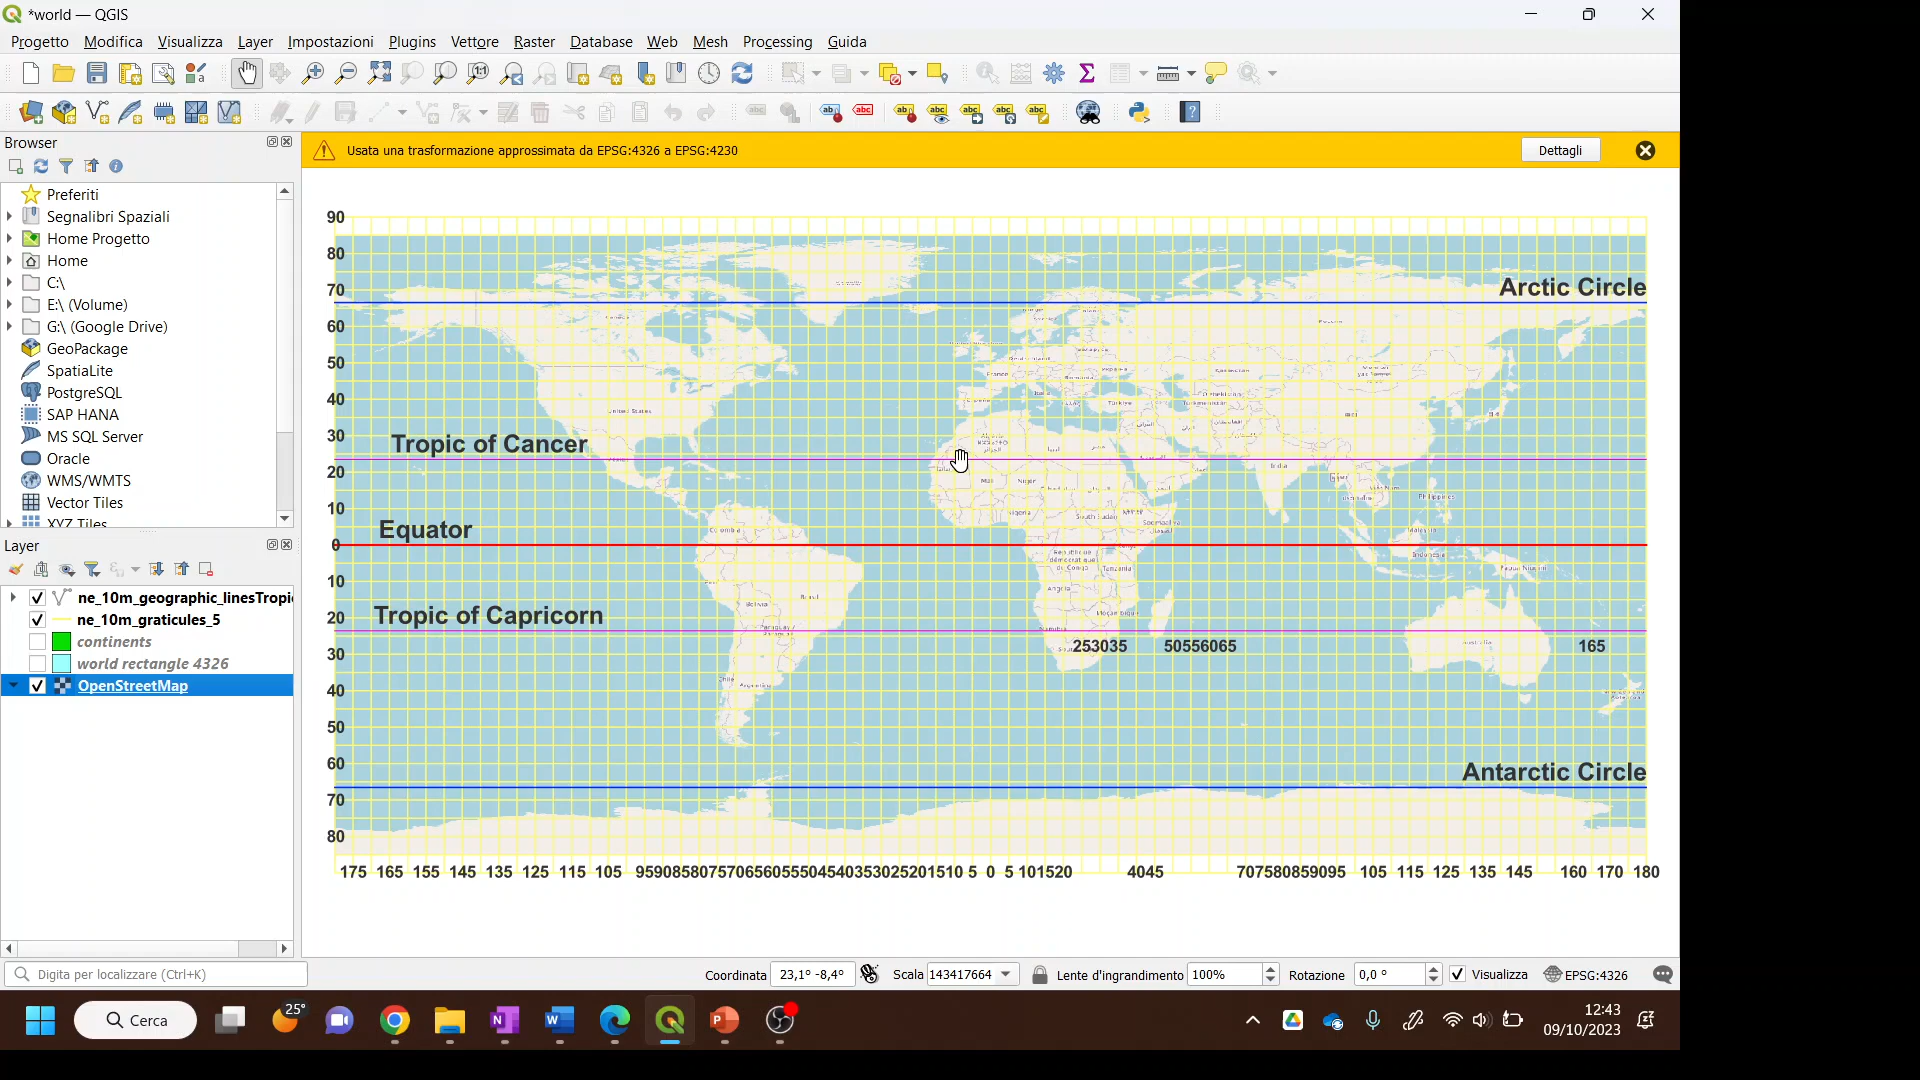 *world — QGIS
Progetto Modifica Visualizza Layer Impostazioni Plugins Vettore Raster Database Web Mesh Processing Guida
Browser
Usata una trasformazione approssimata da EPSG:4326 a EPSG:4230
Dettagli
Preferiti
Segnalibri Spaziali
Home Progetto
Home
C:\
E:\ (Volume)
G:\ (Google Drive)
GeoPackage
SpatiaLite
PostgreSQL
SAP HANA
MS SQL Server
Oracle
WMS/WMTS
Vector Tiles
XYZ Tiles
Layer
ne_10m_geographic_linesTropi
ne_10m_graticules_5
continents
world rectangle 4326
OpenStreetMap
90
80
70
Arctic Circle
60
50
40
30
Tropic of Cancer
20
10
Equator
0
10
20
Tropic of Capricorn
30
253035 50556065 165
40
50
60
Antarctic Circle
70
80
175 165 155 145 135 125 115 105 959085807570656055504540353025201510 5 0 5 101520 4045 707580859095 105 115 125 135 145 160 170 180
Digita per localizzare (Ctrl+K)
Coordinata 23,1° -8,4° Scala 143417664 Lente d'ingrandimento 100% Rotazione 0,0 ° Visualizza EPSG:4326
Cerca
25°
12:43
09/10/2023